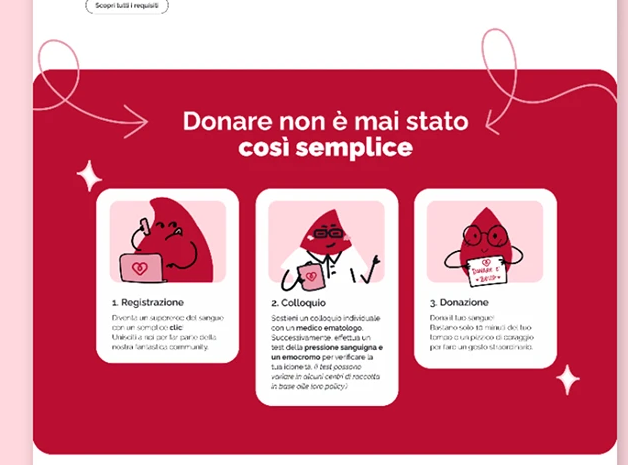 Scopri tutti i requisiti
Donare non è mai stato
così semplice
1. Registrazione
Diventa un supereroe del sangue
con un semplice clic!
Unisciti a noi per far parte della
nostra fantastica community.
2. Colloquio
Sostieni un colloquio individuale
con un medico ematologo.
Successivamente, effettua un
test della pressione sanguigna e
un emocromo per verificare la
tua idoneità. (I test possono
variare in alcuni centri di raccolta
in base alle loro policy)
3. Donazione
Dona il tuo sangue!
Bastano solo 10 minuti del tuo
tempo e un pizzico di coraggio
per fare un gesto straordinario.
Donare è